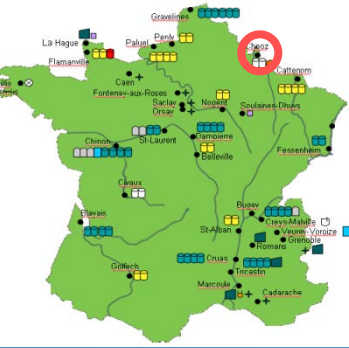 Gravelines
Penly
Paluel
La Hague
Flamanville
Chooz
Cattenom
Caen
Fontenay-aux-Roses
Saclay
Orsay
Nogent
Soulaines-Dhuys
Chinon
St-Laurent
Dampierre
Belleville
Fessenheim
Civaux
Blayais
Bugey
St-Alban
Creys-Malville
Veurey-Voroize
Grenoble
Romans
Cruas
Tricastin
Golfech
Marcoule
Cadarache